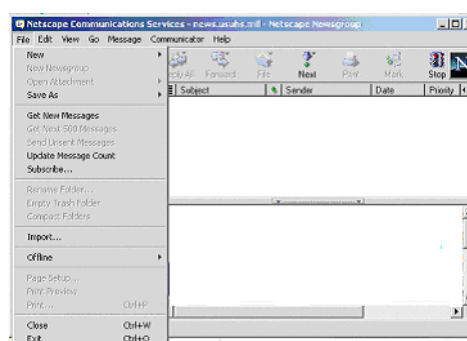 Netscape Communications Services - news.usuhs.mil - Netscape Newsgroup
File Edit View Go Message Communicator Help
New
New Newsgroup
Open Attachment
Save As
Get New Messages
Get Next 500 Messages
Send Unsent Messages
Update Message Count
Subscribe...
Rename Folder...
Empty Trash Folder
Compact Folders
Import...
Offline
Page Setup...
Print Preview
Print... Ctrl+P
Close Ctrl+W
Exit Ctrl+Q
Reply All Forward File Next Print Mark Stop
Subject Sender Date Priority